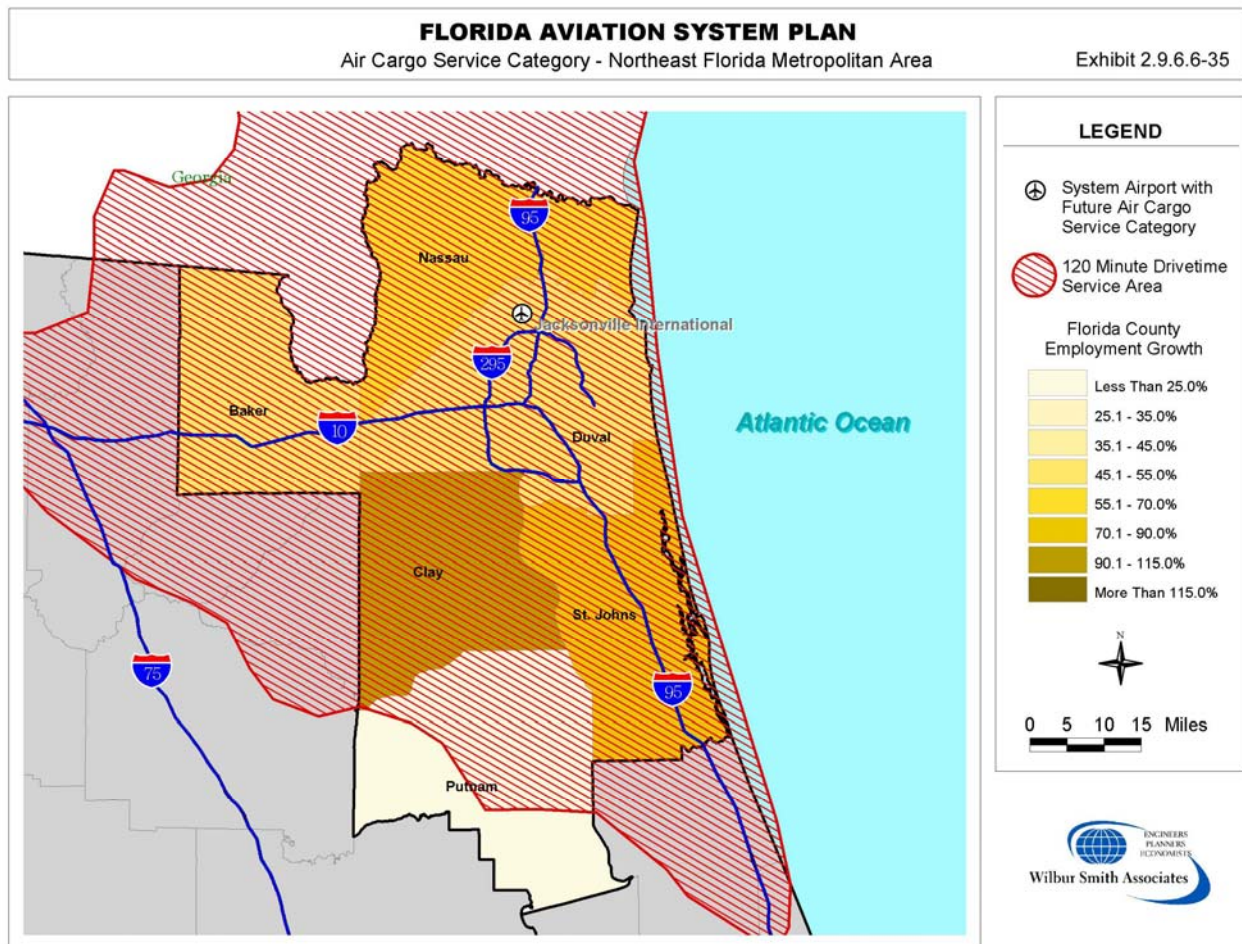 FLORIDA AVIATION SYSTEM PLAN
Air Cargo Service Category - Northeast Florida Metropolitan Area
Exhibit 2.9.6.6-35
Georgia
95
Nassau
Jacksonville International
295
Baker
10
Duval
Atlantic Ocean
Clay
St. Johns
75
95
Putnam
LEGEND
System Airport with
Future Air Cargo
Service Category
120 Minute Drivetime
Service Area
Florida County
Employment Growth
Less Than 25.0%
25.1 - 35.0%
35.1 - 45.0%
45.1 - 55.0%
55.1 - 70.0%
70.1 - 90.0%
90.1 - 115.0%
More Than 115.0%
N
0 5 10 15 Miles
ENGINEERS
PLANNERS
ECONOMISTS
Wilbur Smith Associates